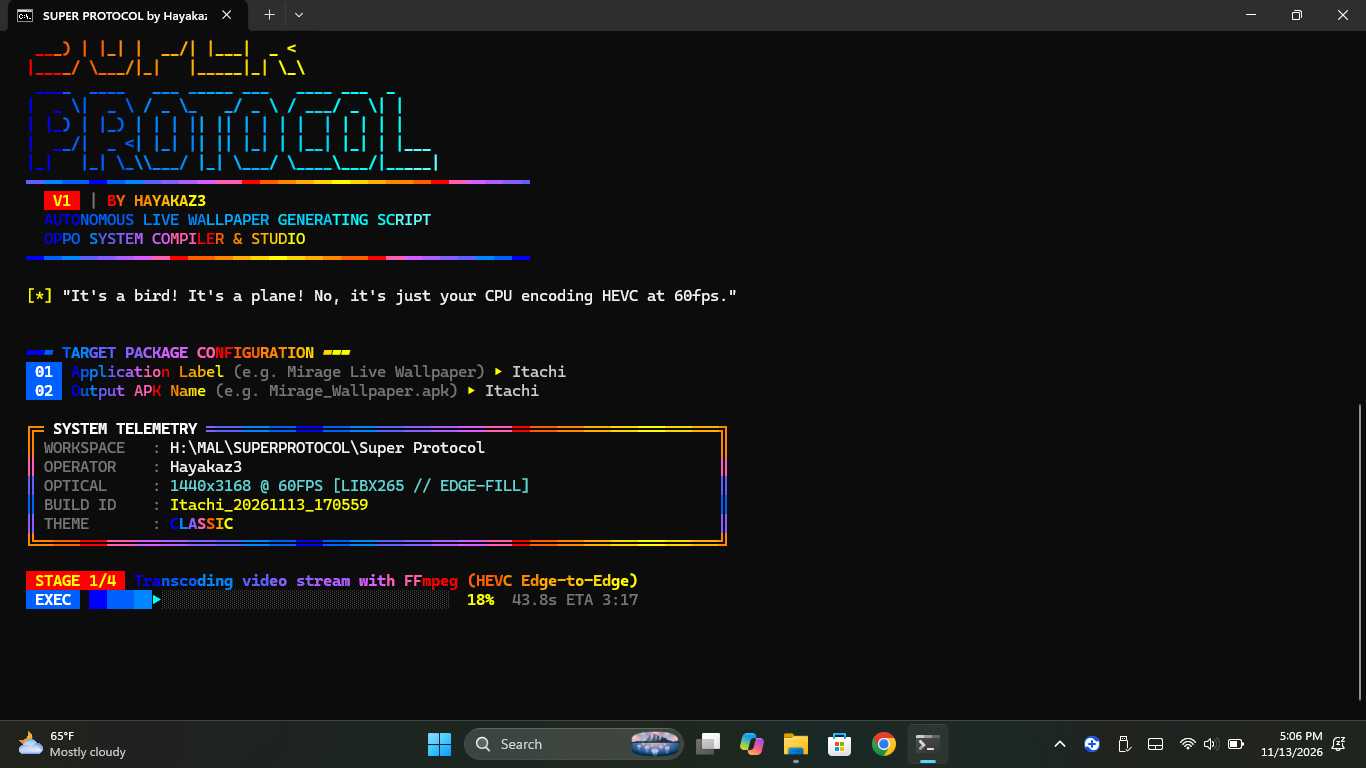 SUPER PROTOCOL by Hayakaz
SUPER
PROTOCOL
V1 | BY HAYAKAZ3
AUTONOMOUS LIVE WALLPAPER GENERATING SCRIPT
OPPO SYSTEM COMPILER & STUDIO
[*] "It's a bird! It's a plane! No, it's just your CPU encoding HEVC at 60fps."
TARGET PACKAGE CONFIGURATION
01 Application Label (e.g. Mirage Live Wallpaper) ► Itachi
02 Output APK Name (e.g. Mirage_Wallpaper.apk) ► Itachi
SYSTEM TELEMETRY
WORKSPACE : H:\MAL\SUPERPROTOCOL\Super Protocol
OPERATOR : Hayakaz3
OPTICAL : 1440x3168 @ 60FPS [LIBX265 // EDGE-FILL]
BUILD ID : Itachi_20261113_170559
THEME : CLASSIC
STAGE 1/4 Transcoding video stream with FFmpeg (HEVC Edge-to-Edge)
EXEC 18% 43.8s ETA 3:17
65°F
Mostly cloudy
Search
5:06 PM
11/13/2026